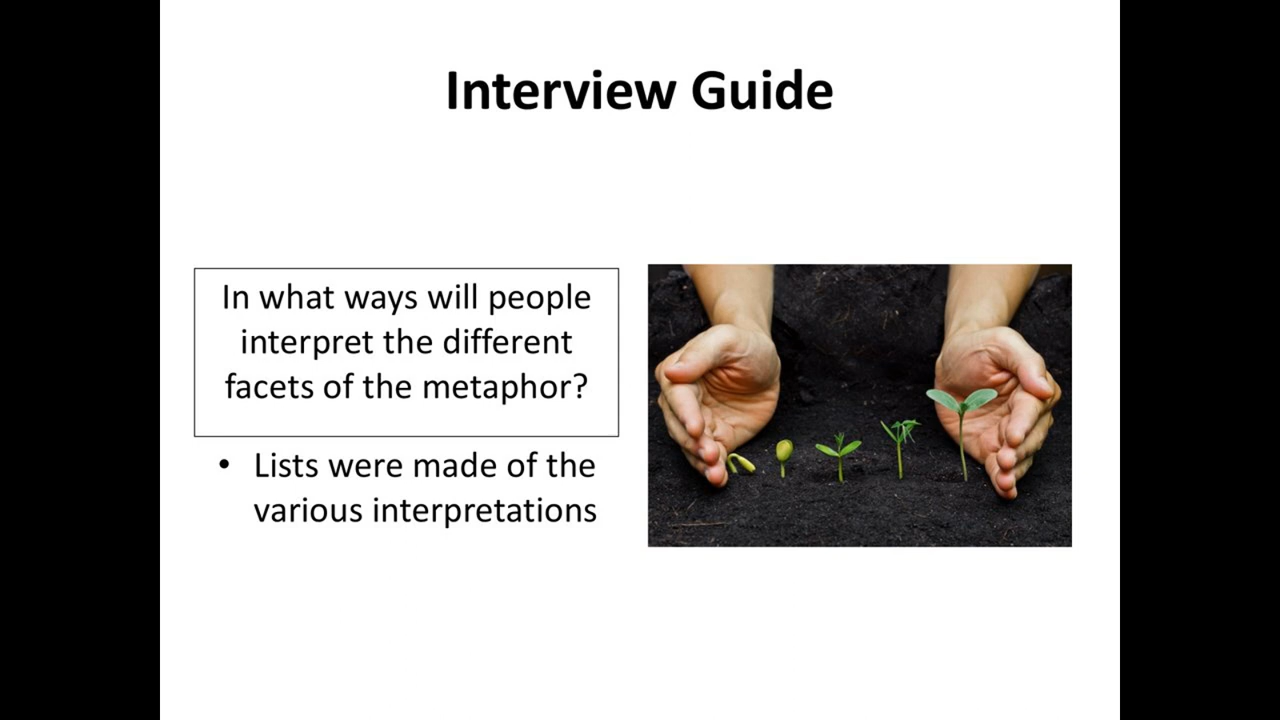 Interview Guide
In what ways will people
interpret the different
facets of the metaphor?
• Lists were made of the
various interpretations